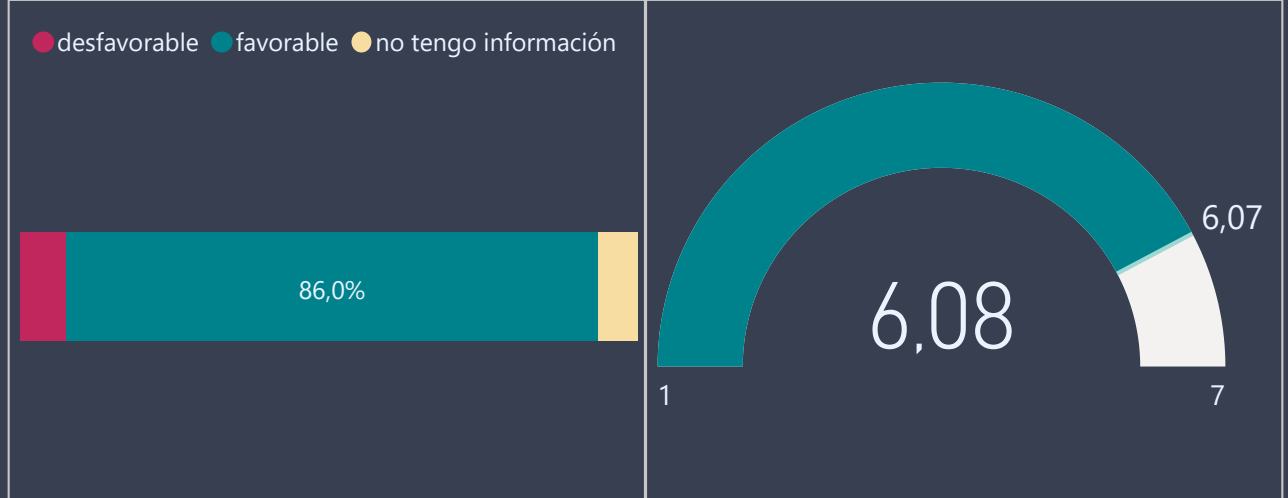 desfavorable favorable no tengo información
86,0%
6,07
6,08
1 7